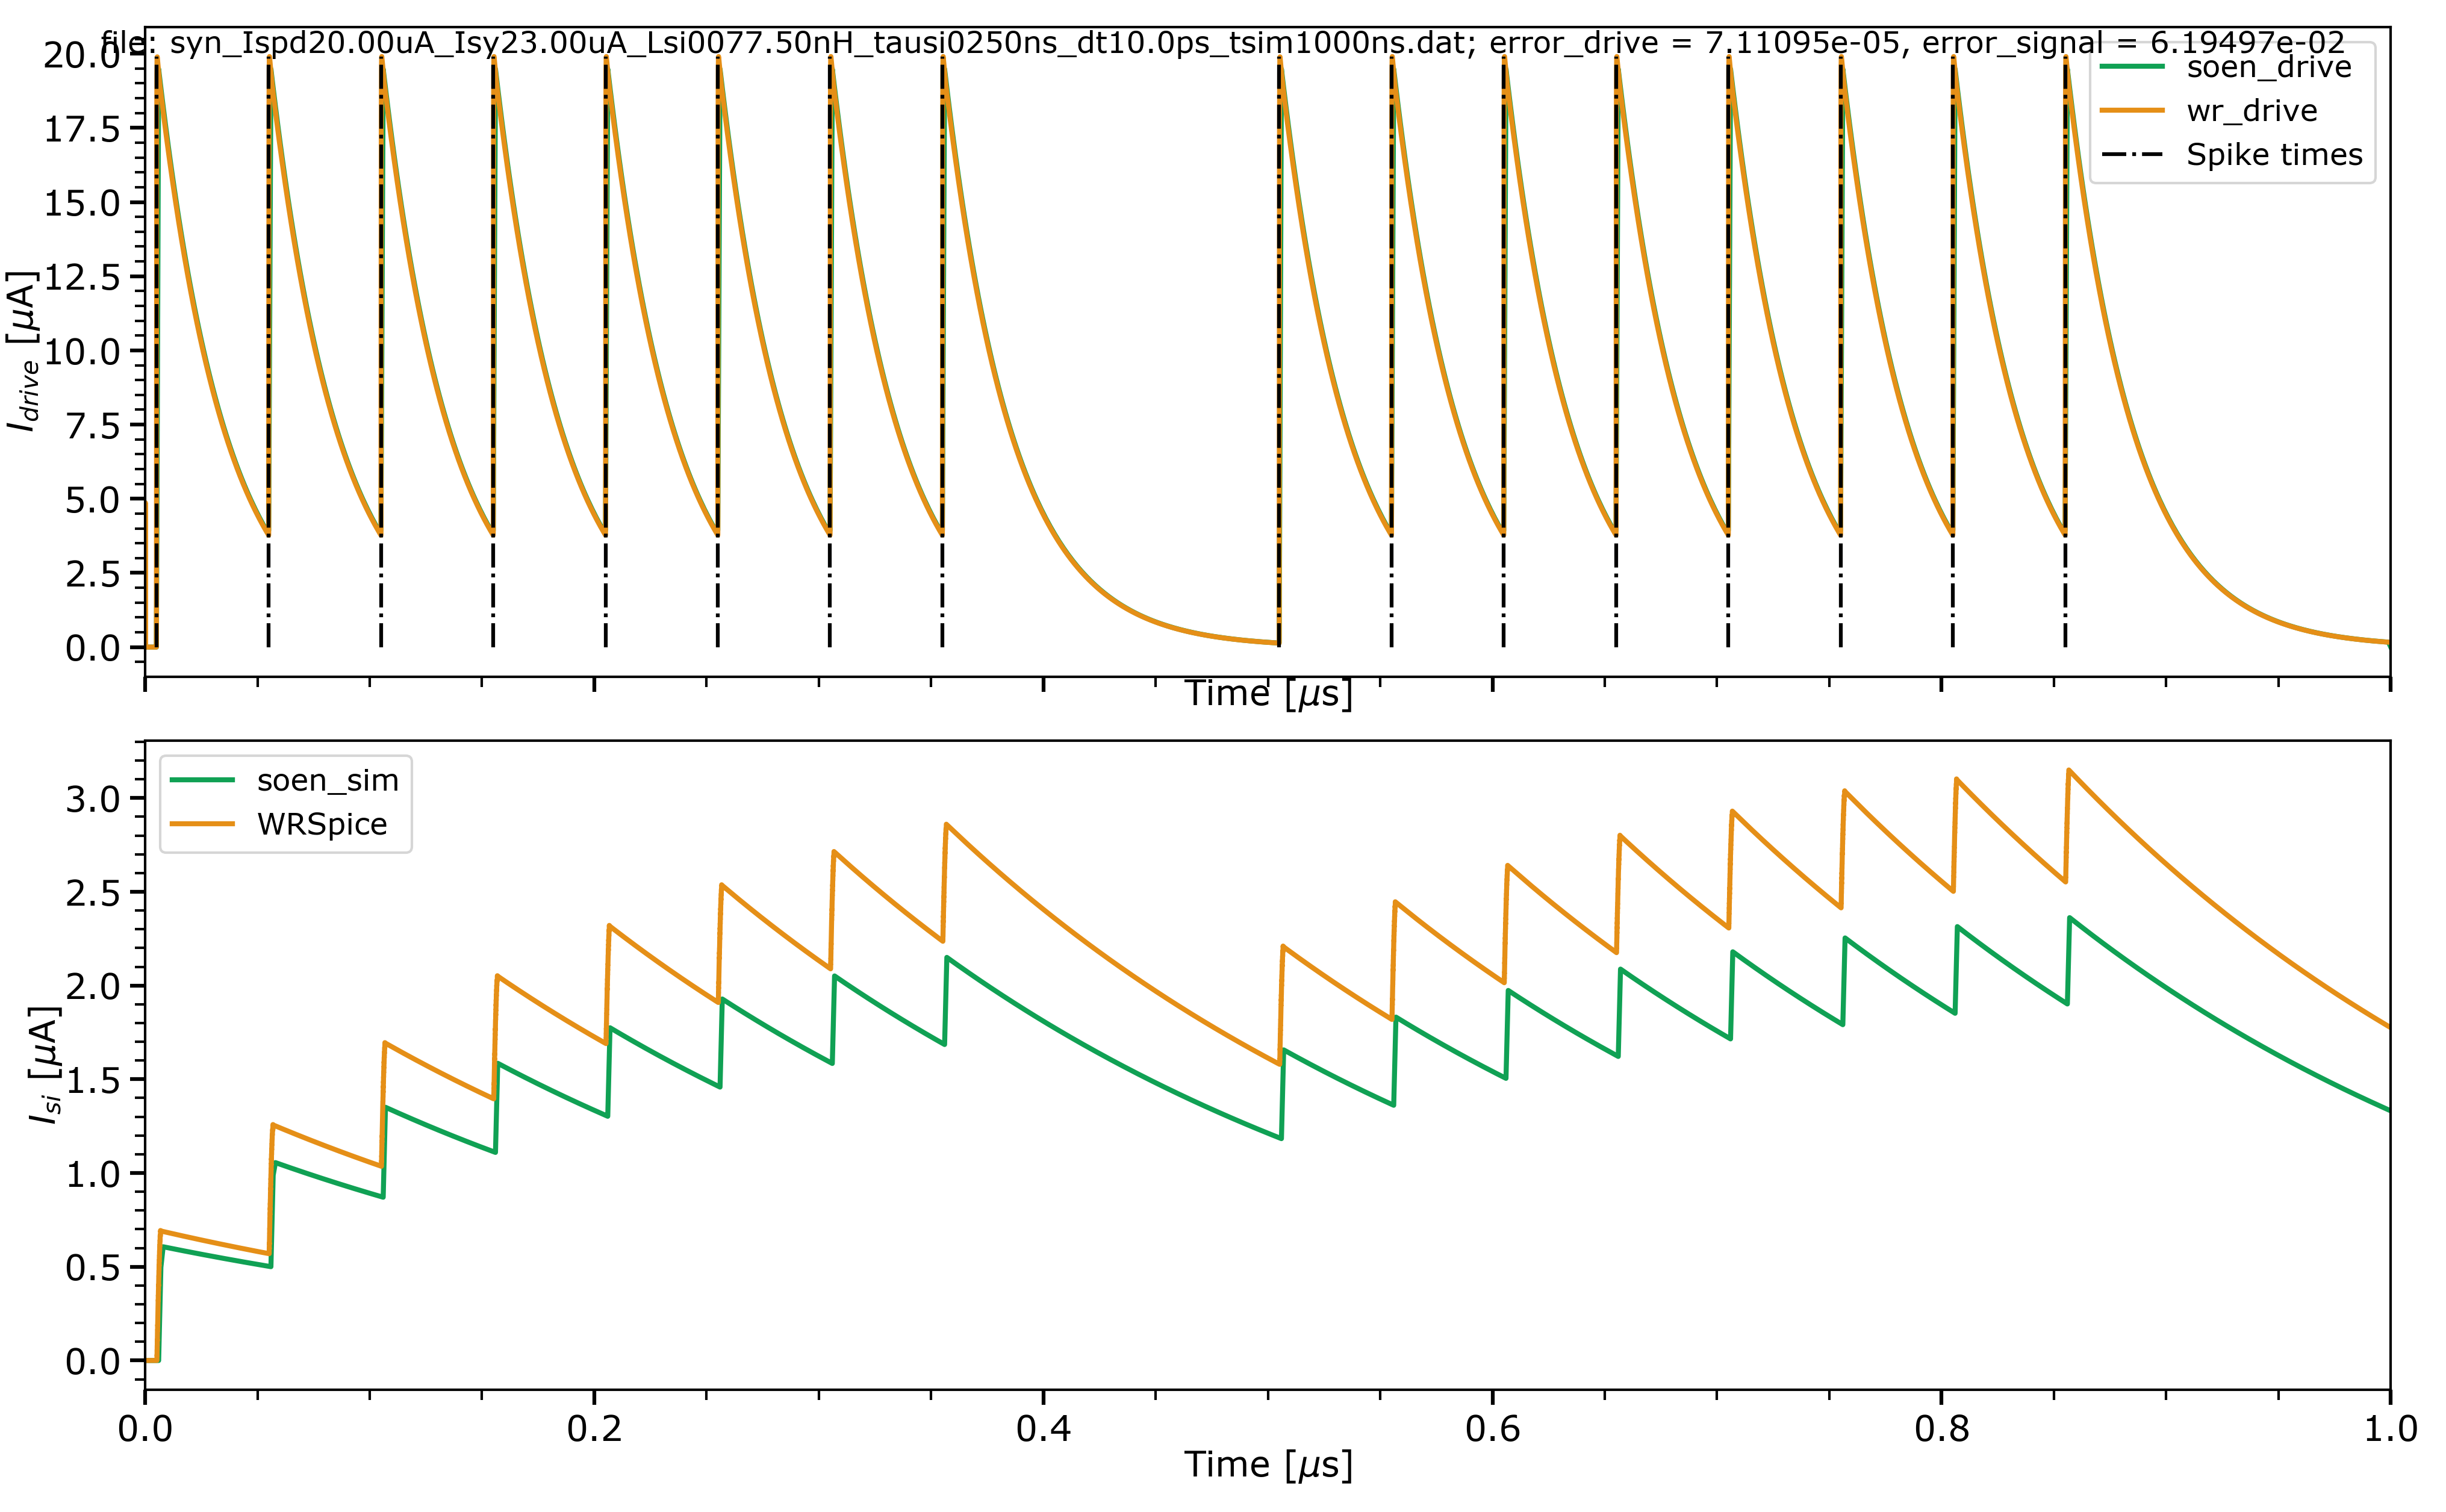 file: syn_Ispd20.00uA_Isy23.00uA_Lsi0077.50nH_tausi0250ns_dt10.0ps_tsim1000ns.dat; error_drive = 7.11095e-05, error_signal = 6.19497e-02
20.0
17.5
15.0
12.5
10.0
7.5
5.0
2.5
0.0
I_drive [μA]
soen_drive
wr_drive
Spike times
Time [μs]
3.0
2.5
2.0
1.5
1.0
0.5
0.0
I_si [μA]
soen_sim
WRSpice
0.0 0.2 0.4 0.6 0.8 1.0
Time [μs]